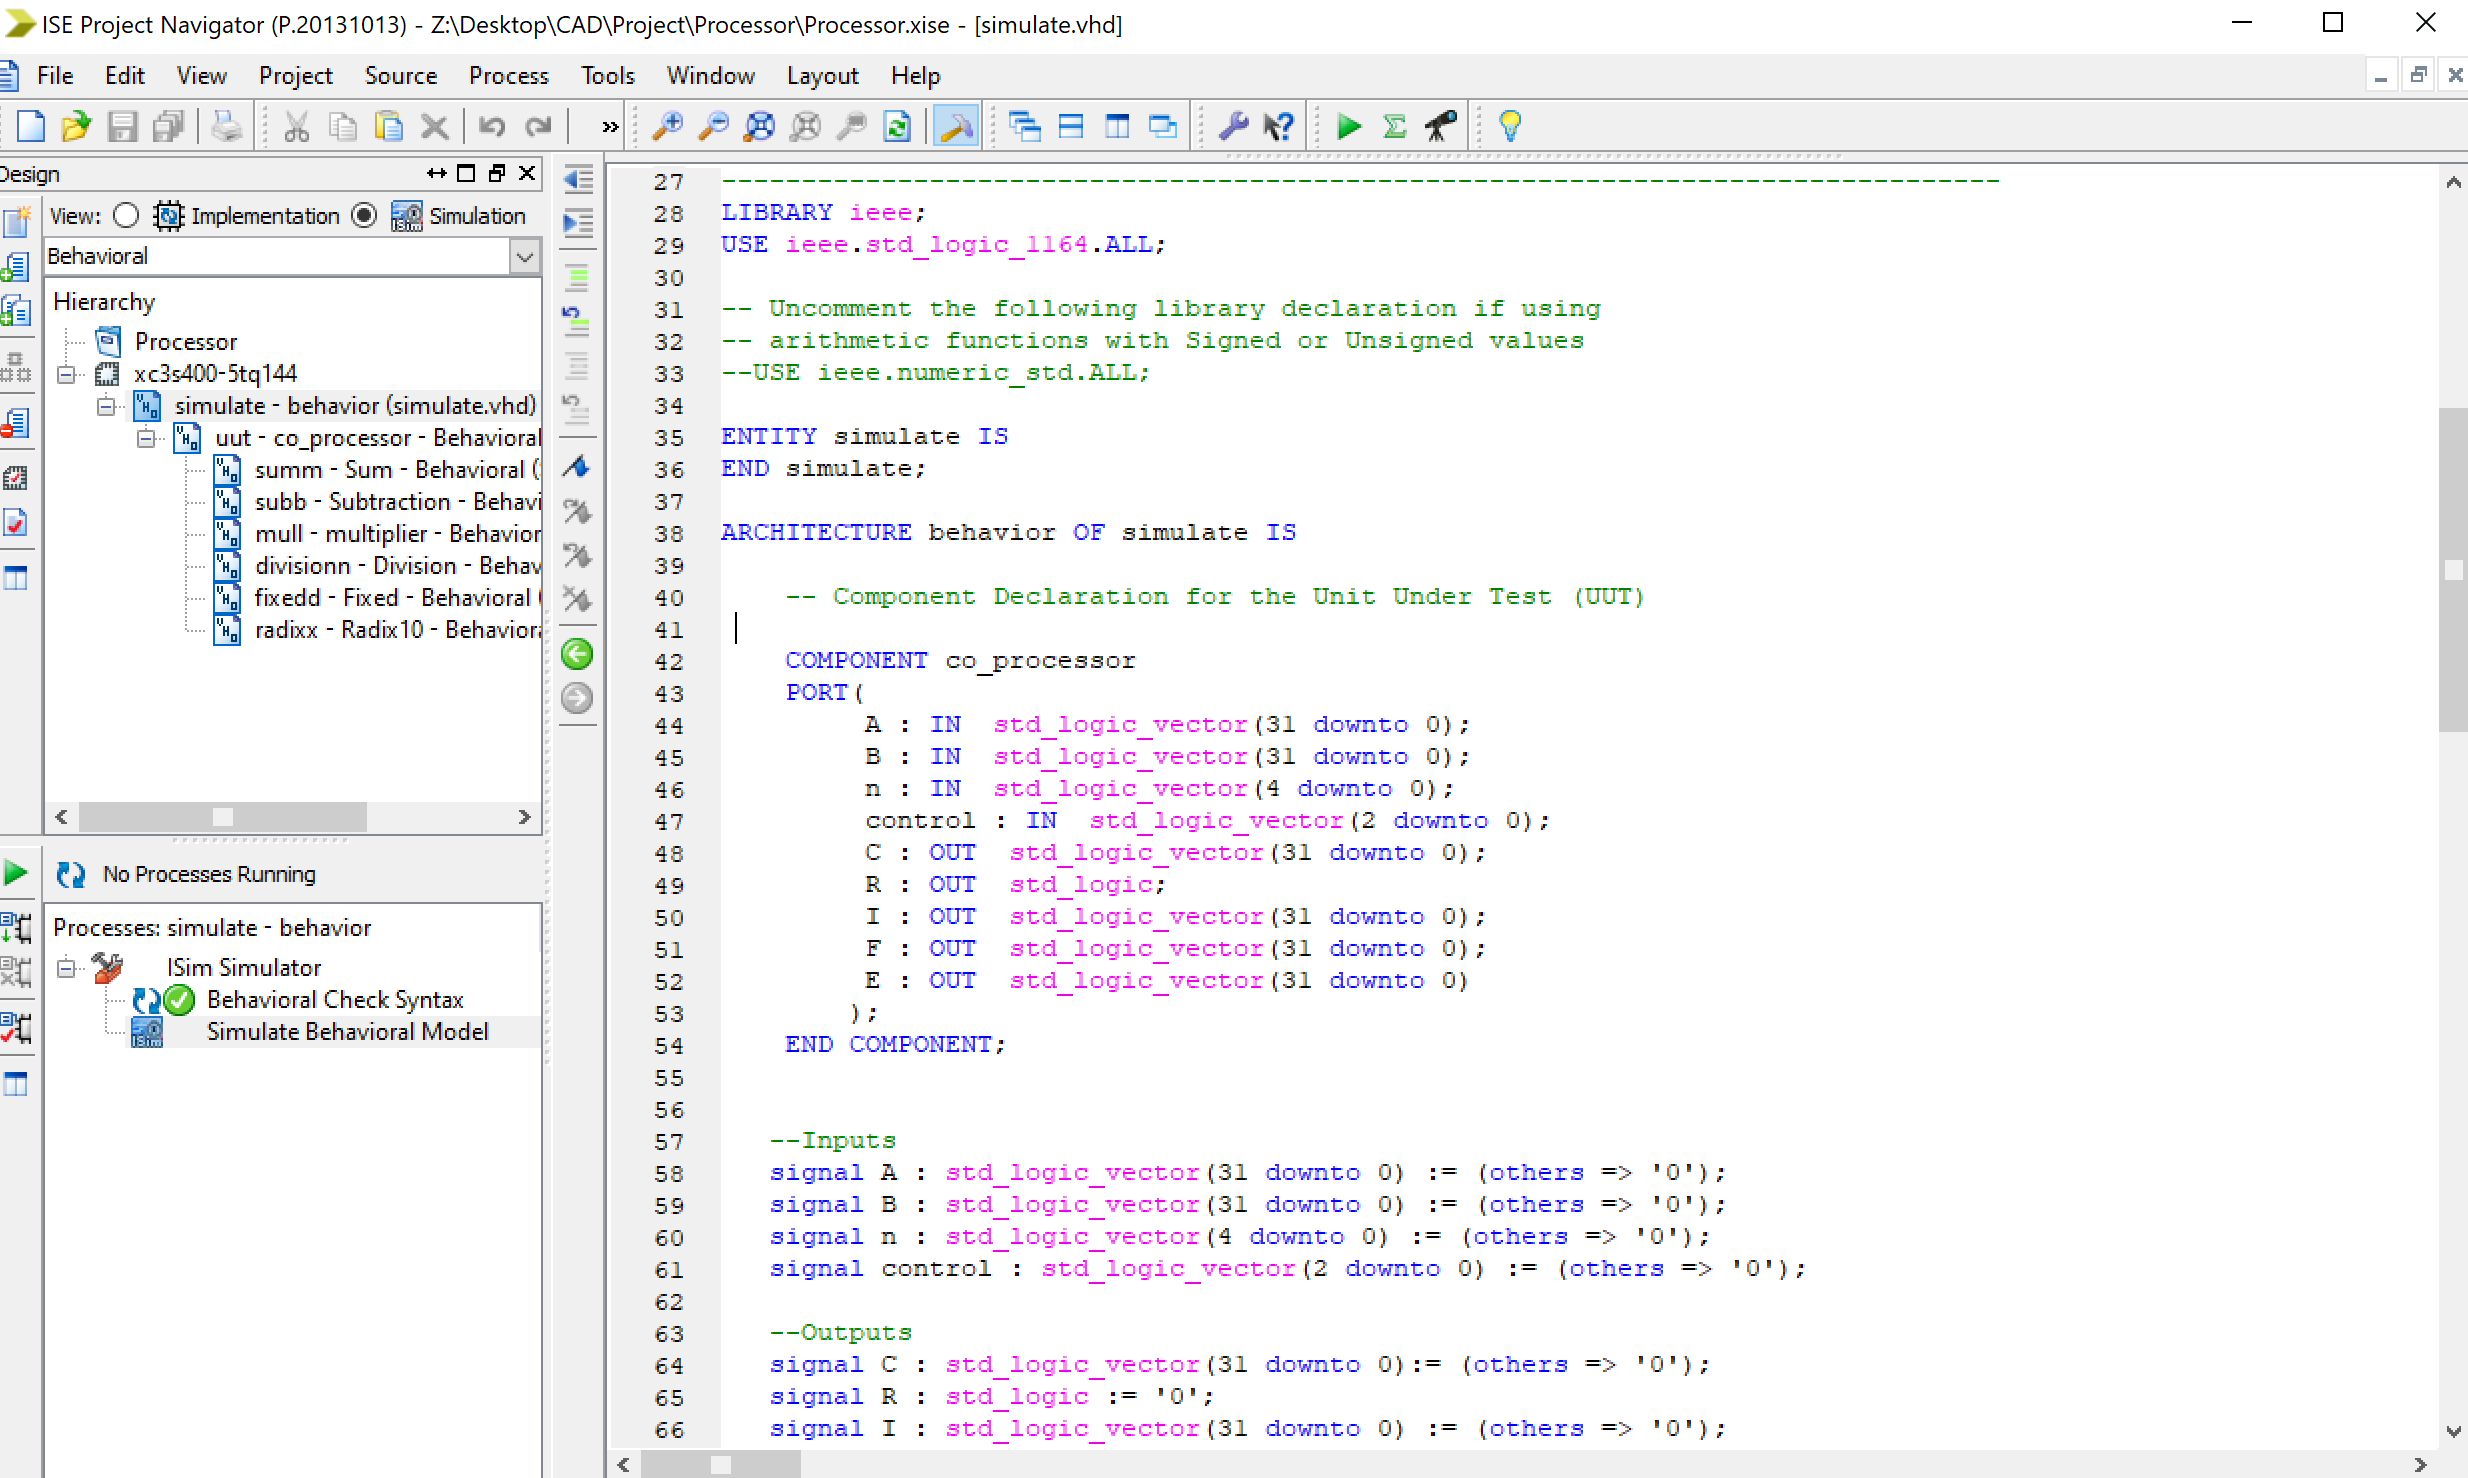 ISE Project Navigator (P.20131013) - Z:\Desktop\CAD\Project\Processor\Processor.xise - [simulate.vhd]
File Edit View Project Source Process Tools Window Layout Help
Design
View: Implementation Simulation
Behavioral
Hierarchy
Processor
xc3s400-5tq144
simulate - behavior (simulate.vhd)
uut - co_processor - Behavioral
summ - Sum - Behavioral (
subb - Subtraction - Behavi
mull - multiplier - Behavior
divisionn - Division - Behav
fixedd - Fixed - Behavioral (
radixx - Radix10 - Behaviora
No Processes Running
Processes: simulate - behavior
ISim Simulator
Behavioral Check Syntax
Simulate Behavioral Model
27 --------------------------------------------------------------------------------
28 LIBRARY ieee;
29 USE ieee.std_logic_1164.ALL;
30
31 -- Uncomment the following library declaration if using
32 -- arithmetic functions with Signed or Unsigned values
33 --USE ieee.numeric_std.ALL;
34
35 ENTITY simulate IS
36 END simulate;
37
38 ARCHITECTURE behavior OF simulate IS
39
40 -- Component Declaration for the Unit Under Test (UUT)
41
42 COMPONENT co_processor
43 PORT(
44 A : IN  std_logic_vector(31 downto 0);
45 B : IN  std_logic_vector(31 downto 0);
46 n : IN  std_logic_vector(4 downto 0);
47 control : IN  std_logic_vector(2 downto 0);
48 C : OUT  std_logic_vector(31 downto 0);
49 R : OUT  std_logic;
50 I : OUT  std_logic_vector(31 downto 0);
51 F : OUT  std_logic_vector(31 downto 0);
52 E : OUT  std_logic_vector(31 downto 0)
53 );
54 END COMPONENT;
55
56
57 --Inputs
58 signal A : std_logic_vector(31 downto 0) := (others => '0');
59 signal B : std_logic_vector(31 downto 0) := (others => '0');
60 signal n : std_logic_vector(4 downto 0) := (others => '0');
61 signal control : std_logic_vector(2 downto 0) := (others => '0');
62
63 --Outputs
64 signal C : std_logic_vector(31 downto 0):= (others => '0');
65 signal R : std_logic := '0';
66 signal I : std_logic_vector(31 downto 0) := (others => '0');